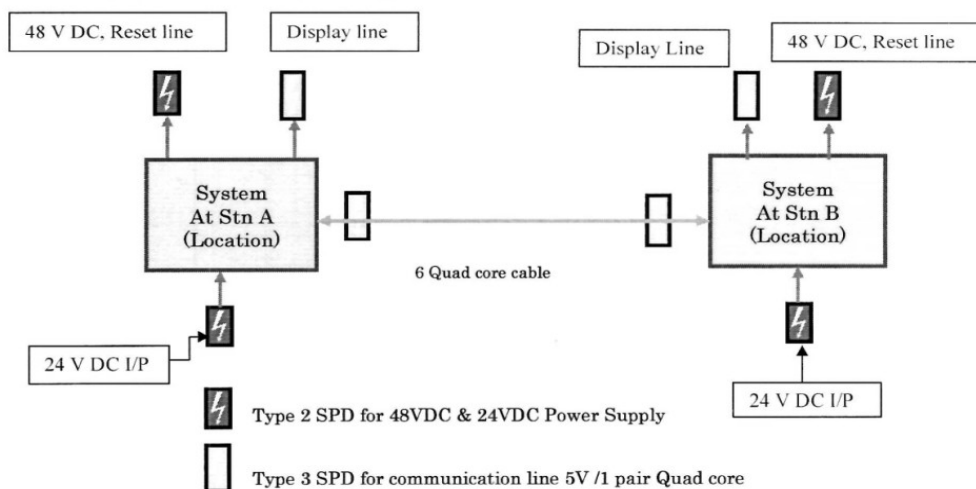 48 V DC, Reset line
Display line
Display Line
48 V DC, Reset line
System
At Stn A
(Location)
System
At Stn B
(Location)
6 Quad core cable
24 V DC I/P
24 V DC I/P
Type 2 SPD for 48VDC & 24VDC Power Supply
Type 3 SPD for communication line 5V /1 pair Quad core